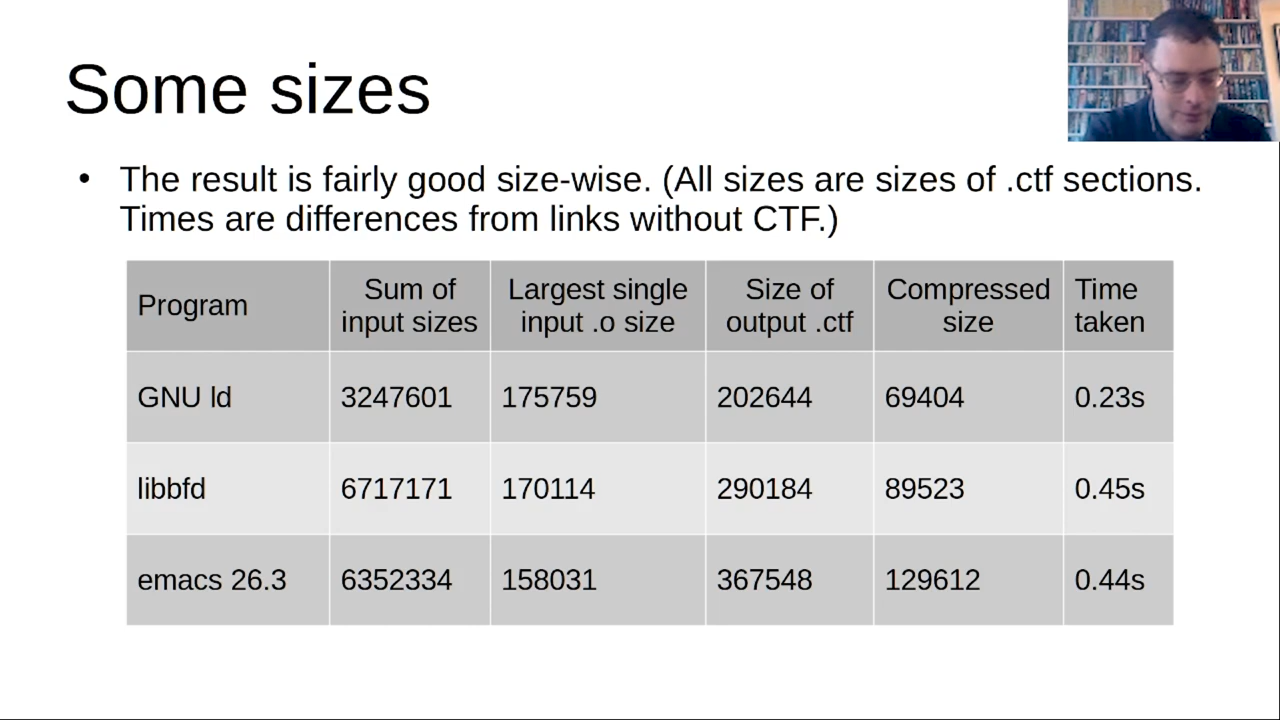 Some sizes
• The result is fairly good size-wise. (All sizes are sizes of .ctf sections.
Times are differences from links without CTF.)
Program Sum of input sizes Largest single input .o size Size of output .ctf Compressed size Time taken
GNU ld 3247601 175759 202644 69404 0.23s
libbfd 6717171 170114 290184 89523 0.45s
emacs 26.3 6352334 158031 367548 129612 0.44s